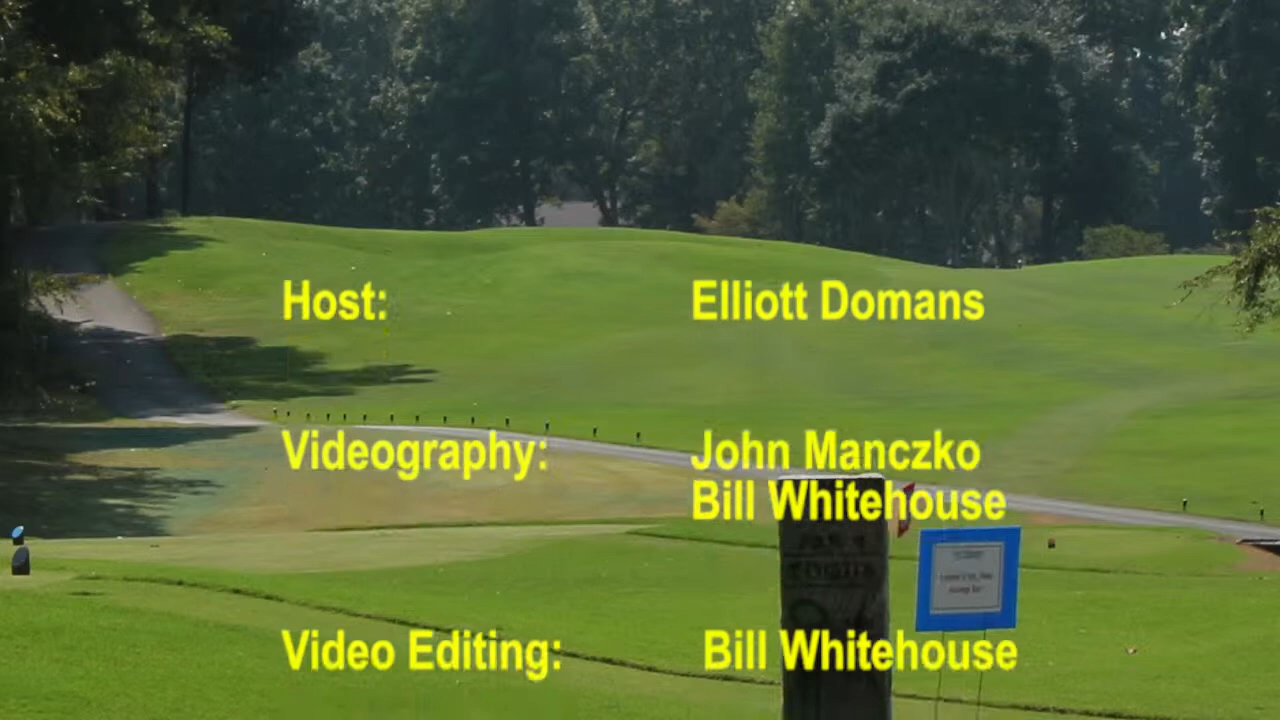 Host: Elliott Domans
Videography: John Manczko
Bill Whitehouse
Video Editing: Bill Whitehouse